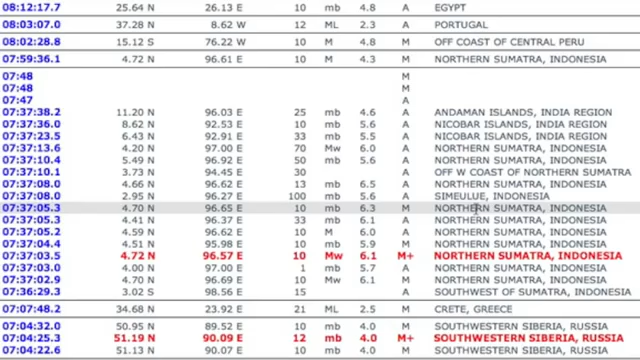 08:12:17.7 25.64 N 26.13 E 10 mb 4.8 A EGYPT
08:03:07.0 37.28 N 8.62 W 12 ML 2.3 A PORTUGAL
08:02:28.8 15.12 S 76.22 W 10 M 4.8 M OFF COAST OF CENTRAL PERU
07:59:36.1 4.72 N 96.61 E 10 M 4.3 M NORTHERN SUMATRA, INDONESIA
07:48 M
07:48 M
07:47 A
07:37:38.2 11.20 N 96.03 E 25 mb 4.6 A ANDAMAN ISLANDS, INDIA REGION
07:37:36.0 8.62 N 92.53 E 10 mb 5.6 A NICOBAR ISLANDS, INDIA REGION
07:37:23.5 6.43 N 92.91 E 33 mb 5.5 A NICOBAR ISLANDS, INDIA REGION
07:37:13.6 4.20 N 97.00 E 70 Mw 6.0 A NORTHERN SUMATRA, INDONESIA
07:37:10.4 5.49 N 96.92 E 50 mb 5.6 A NORTHERN SUMATRA, INDONESIA
07:37:10.1 3.73 N 94.45 E 30 A OFF W COAST OF NORTHERN SUMATRA
07:37:08.0 4.66 N 96.62 E 13 mb 6.5 A NORTHERN SUMATRA, INDONESIA
07:37:08.0 2.95 N 96.27 E 100 mb 5.6 A SIMEULUE, INDONESIA
07:37:05.3 4.70 N 96.65 E 10 mb 6.3 M NORTHERN SUMATRA, INDONESIA
07:37:05.3 4.41 N 96.37 E 33 mb 6.1 A NORTHERN SUMATRA, INDONESIA
07:37:05.2 4.59 N 96.62 E 10 M 6.0 A NORTHERN SUMATRA, INDONESIA
07:37:04.4 4.51 N 95.98 E 10 mb 5.9 M NORTHERN SUMATRA, INDONESIA
07:37:03.5 4.72 N 96.57 E 10 Mw 6.1 M+ NORTHERN SUMATRA, INDONESIA
07:37:03.0 4.00 N 97.00 E 1 mb 5.7 A NORTHERN SUMATRA, INDONESIA
07:37:02.9 4.70 N 96.69 E 10 Mw 6.1 M NORTHERN SUMATRA, INDONESIA
07:36:29.3 3.02 S 98.56 E 15 A SOUTHWEST OF SUMATRA, INDONESIA
07:07:48.2 34.68 N 23.92 E 21 ML 2.5 M CRETE, GREECE
07:04:32.0 50.95 N 89.52 E 10 mb 4.0 M SOUTHWESTERN SIBERIA, RUSSIA
07:04:25.3 51.19 N 90.09 E 12 mb 4.0 M+ SOUTHWESTERN SIBERIA, RUSSIA
07:04:22.6 51.13 N 90.07 E 10 mb 4.0 M SOUTHWESTERN SIBERIA, RUSSIA